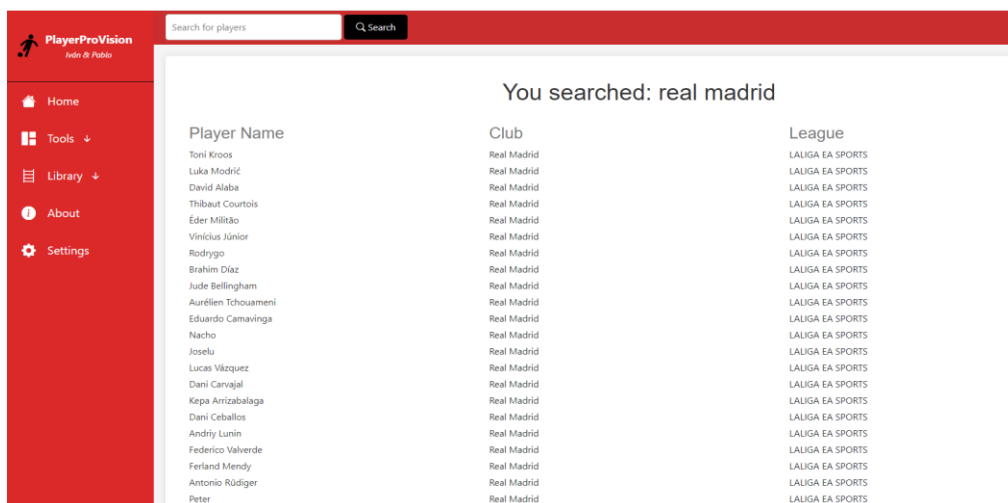 PlayerProVision
Iván & Pablo
Home
Tools ↓
Library ↓
About
Settings
Search for players Search
You searched: real madrid
Player Name Club League
Toni Kroos Real Madrid LALIGA EA SPORTS
Luka Modrić Real Madrid LALIGA EA SPORTS
David Alaba Real Madrid LALIGA EA SPORTS
Thibaut Courtois Real Madrid LALIGA EA SPORTS
Éder Militão Real Madrid LALIGA EA SPORTS
Vinícius Júnior Real Madrid LALIGA EA SPORTS
Rodrygo Real Madrid LALIGA EA SPORTS
Brahim Díaz Real Madrid LALIGA EA SPORTS
Jude Bellingham Real Madrid LALIGA EA SPORTS
Aurélien Tchouameni Real Madrid LALIGA EA SPORTS
Eduardo Camavinga Real Madrid LALIGA EA SPORTS
Nacho Real Madrid LALIGA EA SPORTS
Joselu Real Madrid LALIGA EA SPORTS
Lucas Vázquez Real Madrid LALIGA EA SPORTS
Dani Carvajal Real Madrid LALIGA EA SPORTS
Kepa Arrizabalaga Real Madrid LALIGA EA SPORTS
Dani Ceballos Real Madrid LALIGA EA SPORTS
Andriy Lunin Real Madrid LALIGA EA SPORTS
Federico Valverde Real Madrid LALIGA EA SPORTS
Ferland Mendy Real Madrid LALIGA EA SPORTS
Antonio Rüdiger Real Madrid LALIGA EA SPORTS
Peter Real Madrid LALIGA EA SPORTS